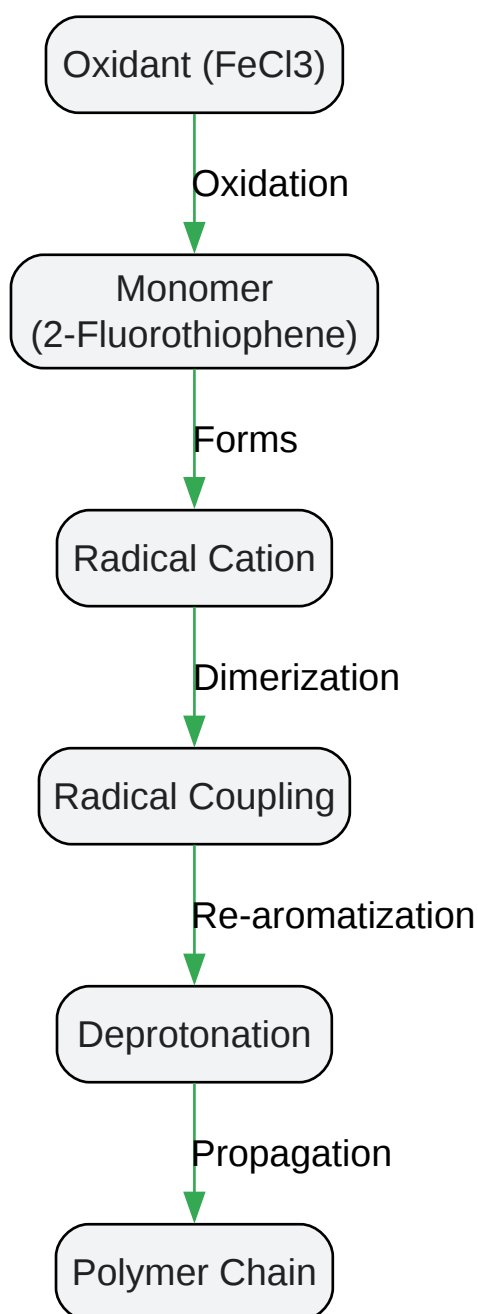 Oxidant (FeCl3)
Oxidation
Monomer
(2-Fluorothiophene)
Forms
Radical Cation
Dimerization
Radical Coupling
Re-aromatization
Deprotonation
Propagation
Polymer Chain